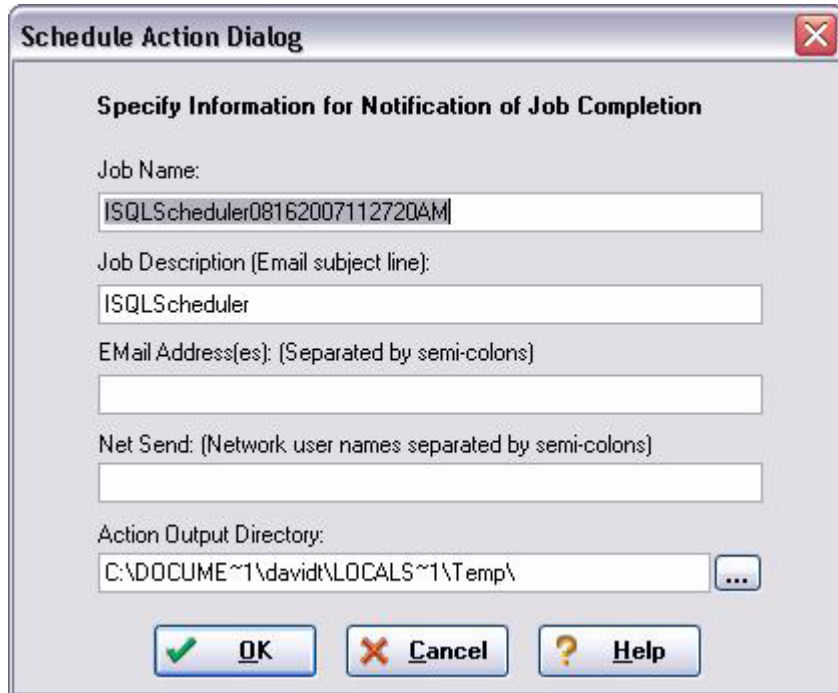 Schedule Action Dialog
Specify Information for Notification of Job Completion
Job Name:
ISQLScheduler08162007112720AM
Job Description (Email subject line):
ISQLScheduler
EMail Address(es): (Separated by semi-colons)
Net Send: (Network user names separated by semi-colons)
Action Output Directory:
C:\DOCUME~1\davidt\LOCALS~1\Temp\ ...
OK Cancel Help